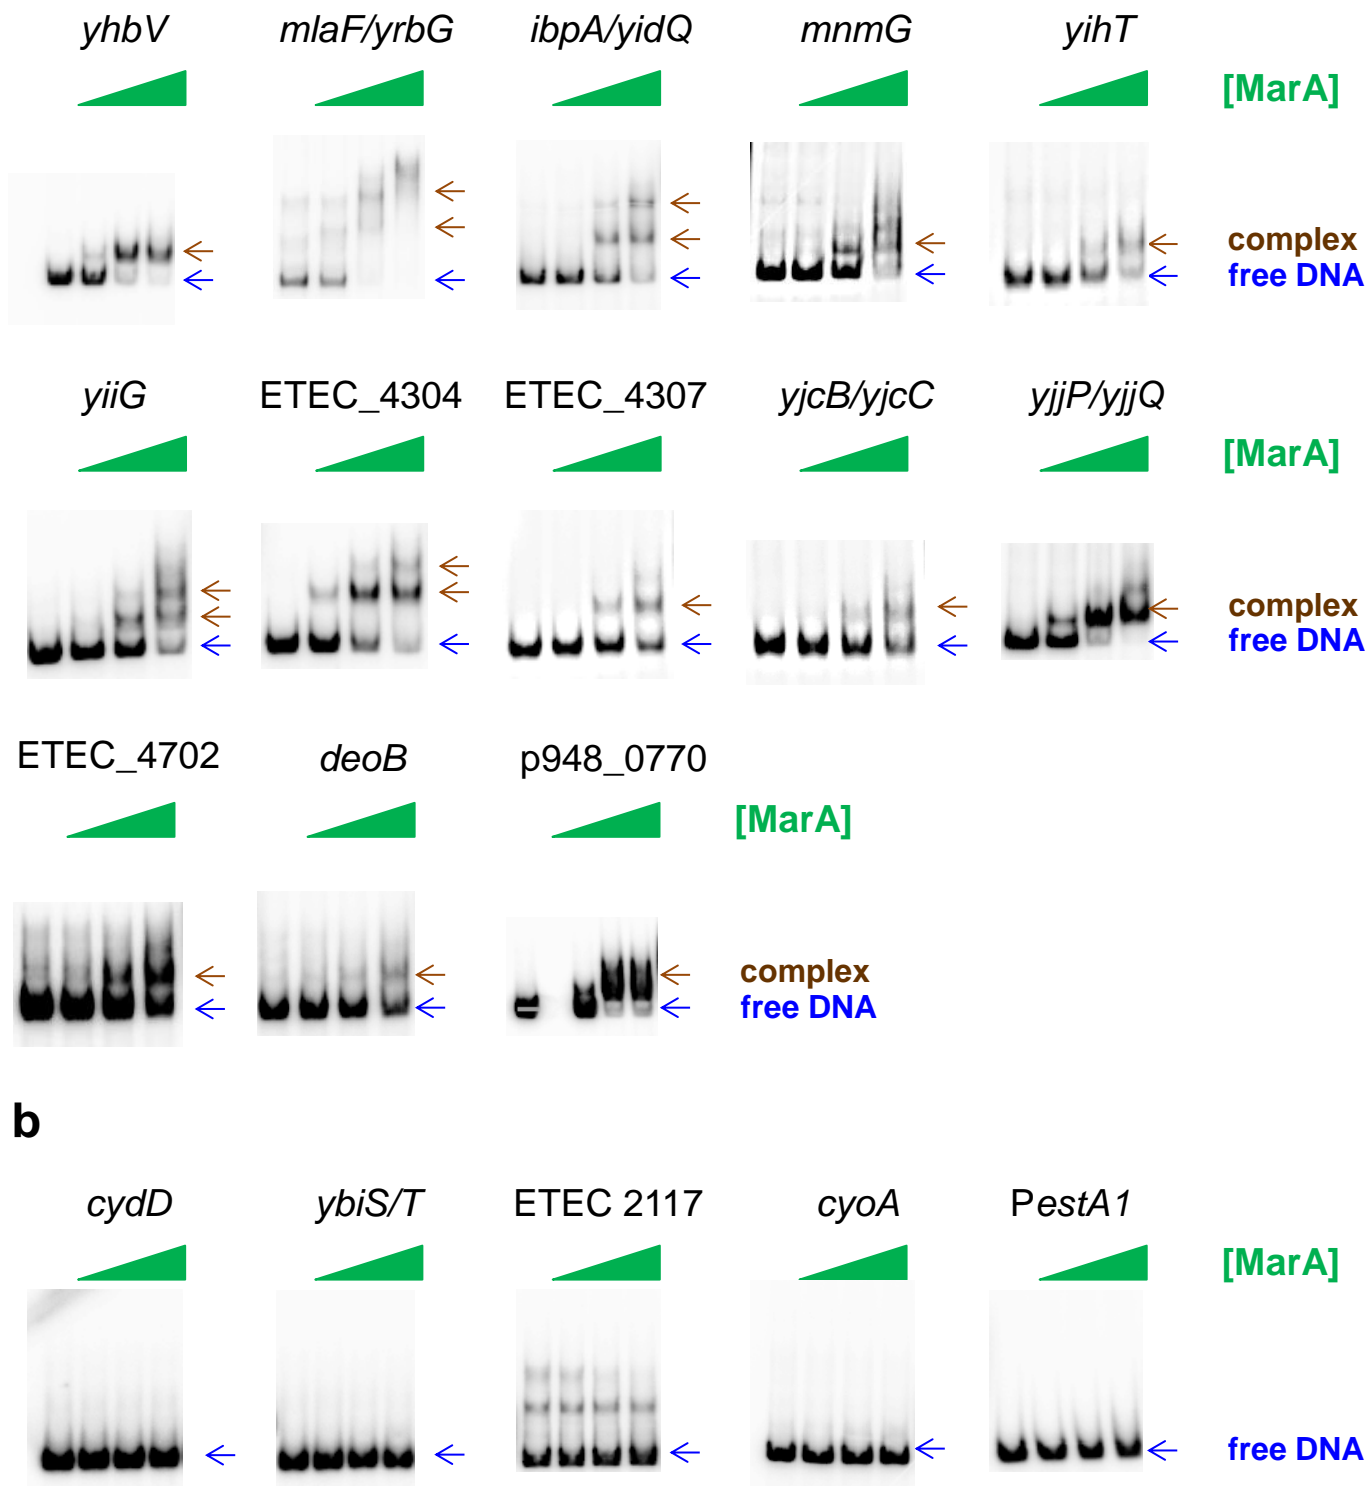 yhbV mlaF/yrbG ibpA/yidQ mnmG yihT
[MarA]
complex
free DNA
yiiG ETEC_4304 ETEC_4307 yjcB/yjcC yjjP/yjjQ
[MarA]
complex
free DNA
ETEC_4702 deoB p948_0770
[MarA]
complex
free DNA
b
cydD ybiS/T ETEC 2117 cyoA PestA1
[MarA]
free DNA